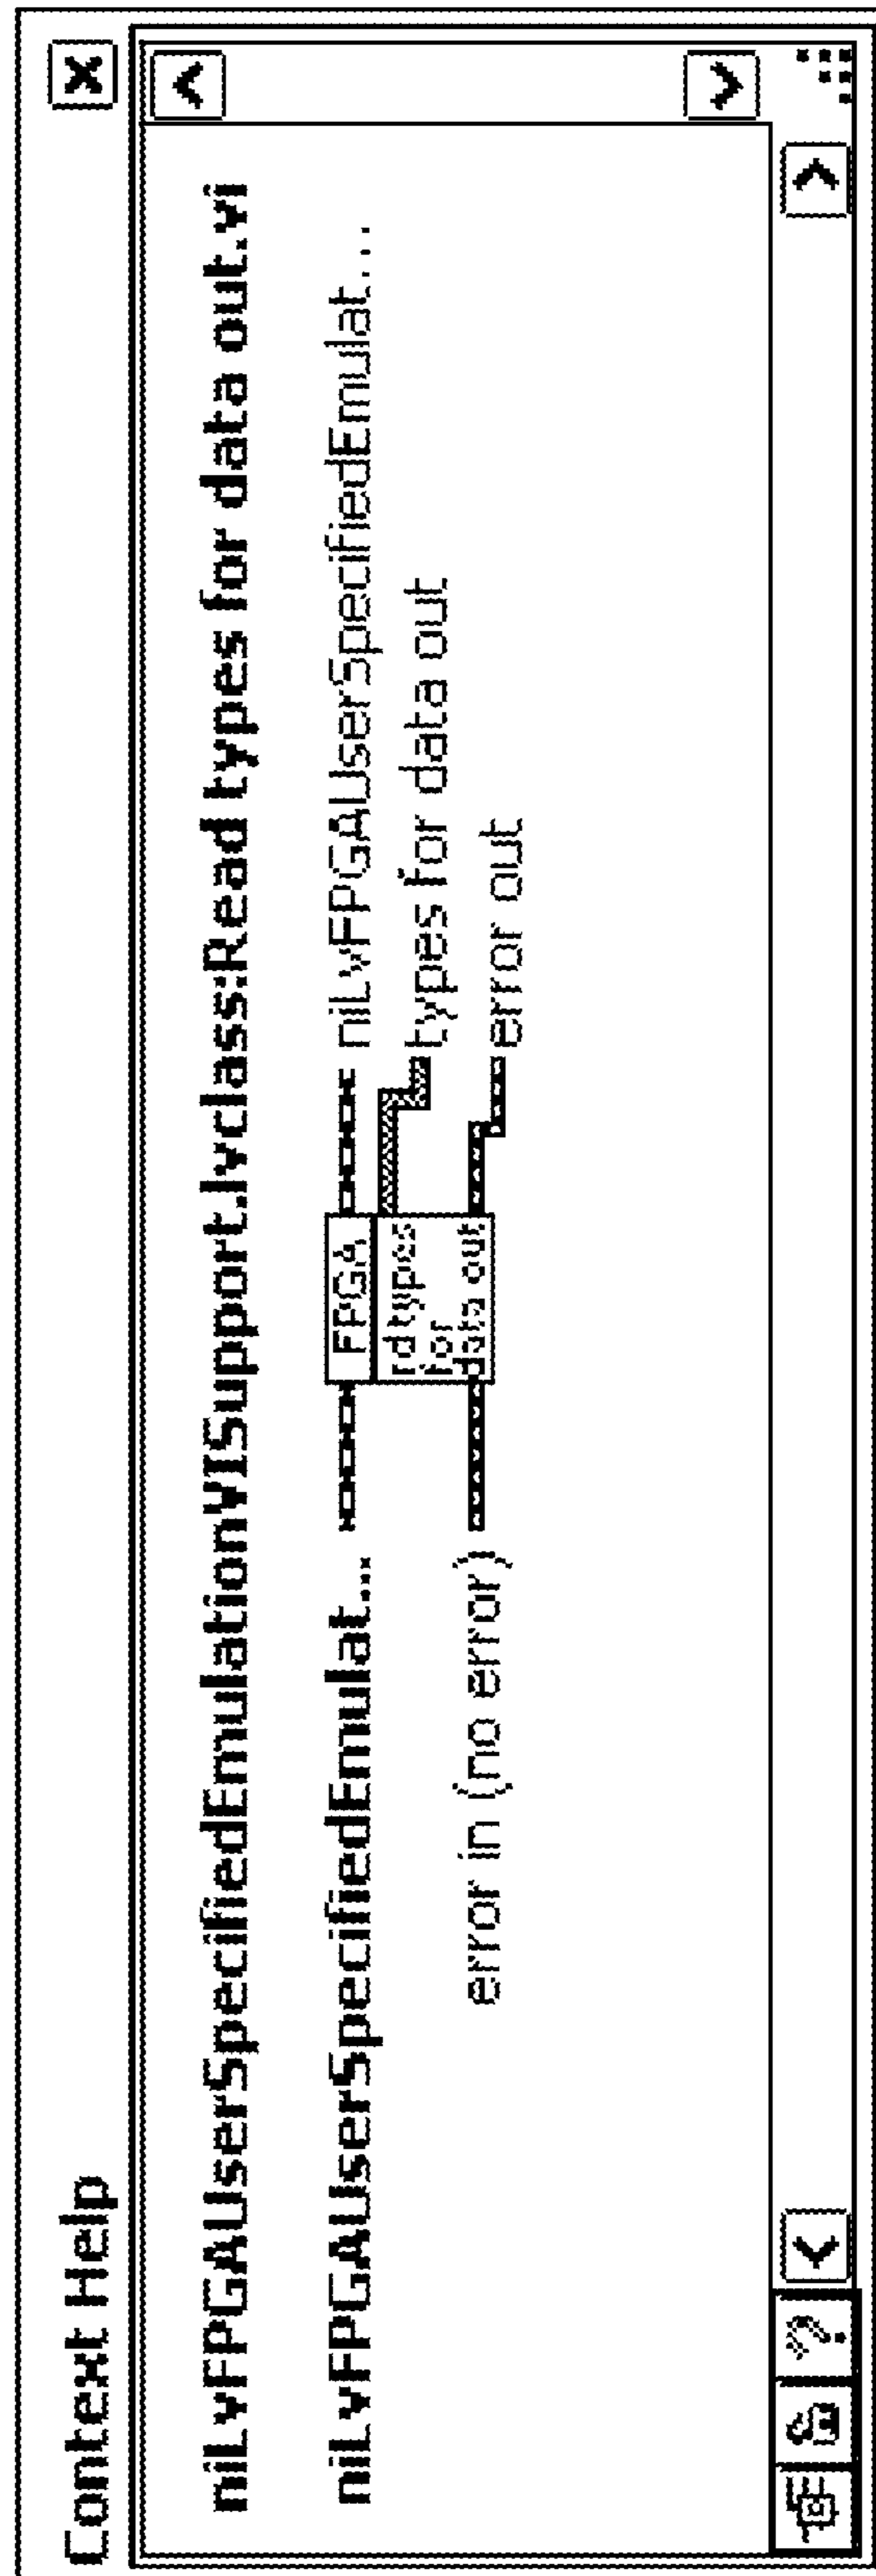 Context Help
niLvFPGAUserSpecifiedEmulationVISupport.lvclass:Read types for data out.vi
niLvFPGAUserSpecifiedEmulat...
FPGA
niLvFPGAUserSpecifiedEmulat...
rd types
for
data out
types for data out
error in (no error)
error out
?